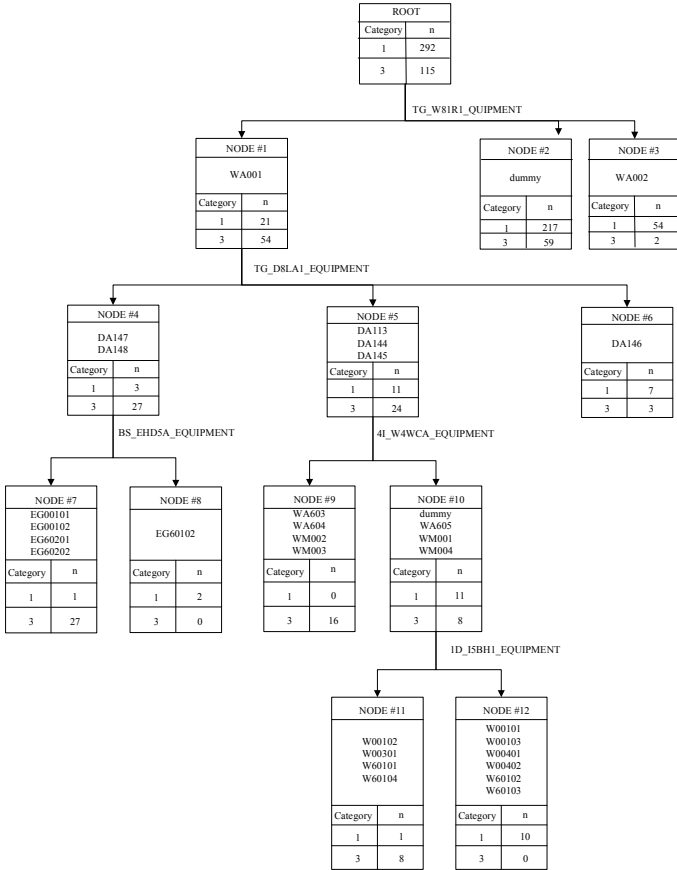 ROOT
Category n
1 292
3 115
TG_W81R1_QUIPMENT
NODE #1
WA001
Category n
1 21
3 54
NODE #2
dummy
Category n
1 217
3 59
NODE #3
WA002
Category n
1 54
3 2
TG_D8LA1_EQUIPMENT
NODE #4
DA147
DA148
Category n
1 3
3 27
NODE #5
DA113
DA144
DA145
Category n
1 11
3 24
NODE #6
DA146
Category n
1 7
3 3
BS_EHD5A_EQUIPMENT
4I_W4WCA_EQUIPMENT
NODE #7
EG00101
EG00102
EG60201
EG60202
Category n
1 1
3 27
NODE #8
EG60102
Category n
1 2
3 0
NODE #9
WA603
WA604
WM002
WM003
Category n
1 0
3 16
NODE #10
dummy
WA605
WM001
WM004
Category n
1 11
3 8
1D_I5BH1_EQUIPMENT
NODE #11
W00102
W00301
W60101
W60104
Category n
1 1
3 8
NODE #12
W00101
W00103
W00401
W00402
W60102
W60103
Category n
1 10
3 0